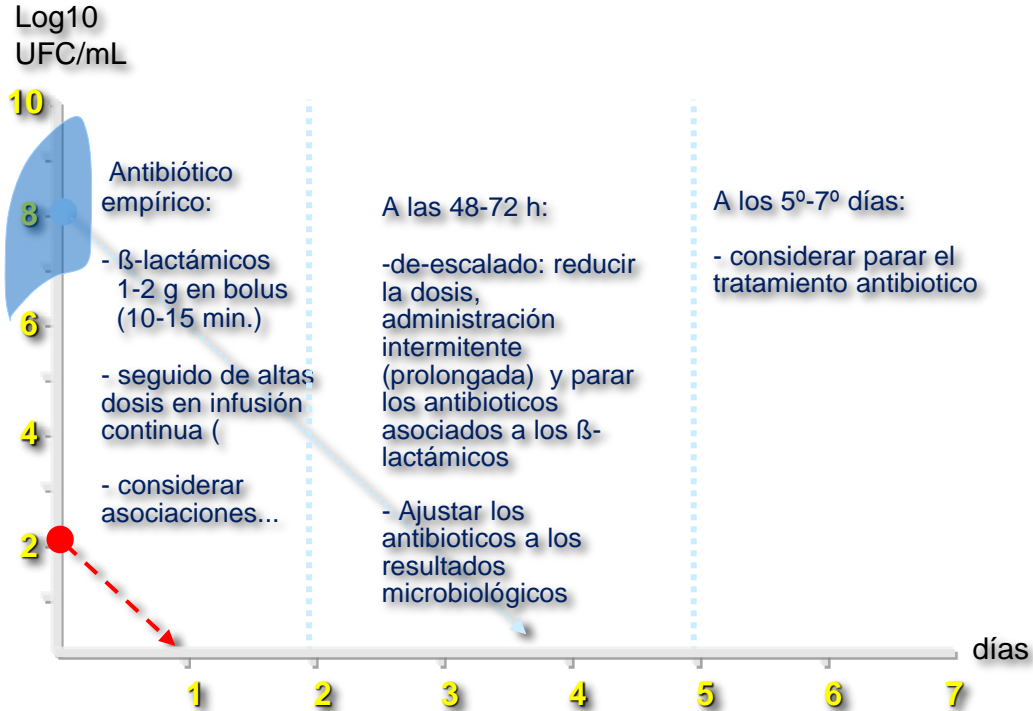 Log10
UFC/mL
10
8
6
4
2
Antibiótico
empírico:
- ß-lactámicos
1-2 g en bolus
(10-15 min.)
- seguido de altas
dosis en infusión
continua (
- considerar
asociaciones...
A las 48-72 h:
-de-escalado: reducir
la dosis,
administración
intermitente
(prolongada) y parar
los antibioticos
asociados a los ß-
lactámicos
- Ajustar los
antibioticos a los
resultados
microbiológicos
A los 5º-7º días:
- considerar parar el
tratamiento antibiotico
días
1 2 3 4 5 6 7